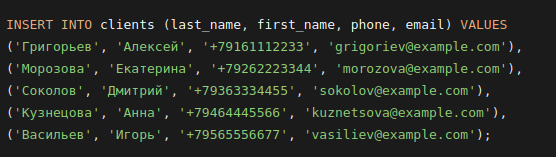 INSERT INTO clients (last_name, first_name, phone, email) VALUES
('Григорьев', 'Алексей', '+79161112233', 'grigoriev@example.com'),
('Морозова', 'Екатерина', '+79262223344', 'morozova@example.com'),
('Соколов', 'Дмитрий', '+79363334455', 'sokolov@example.com'),
('Кузнецова', 'Анна', '+79464445566', 'kuznetsova@example.com'),
('Васильев', 'Игорь', '+79565556677', 'vasiliev@example.com');